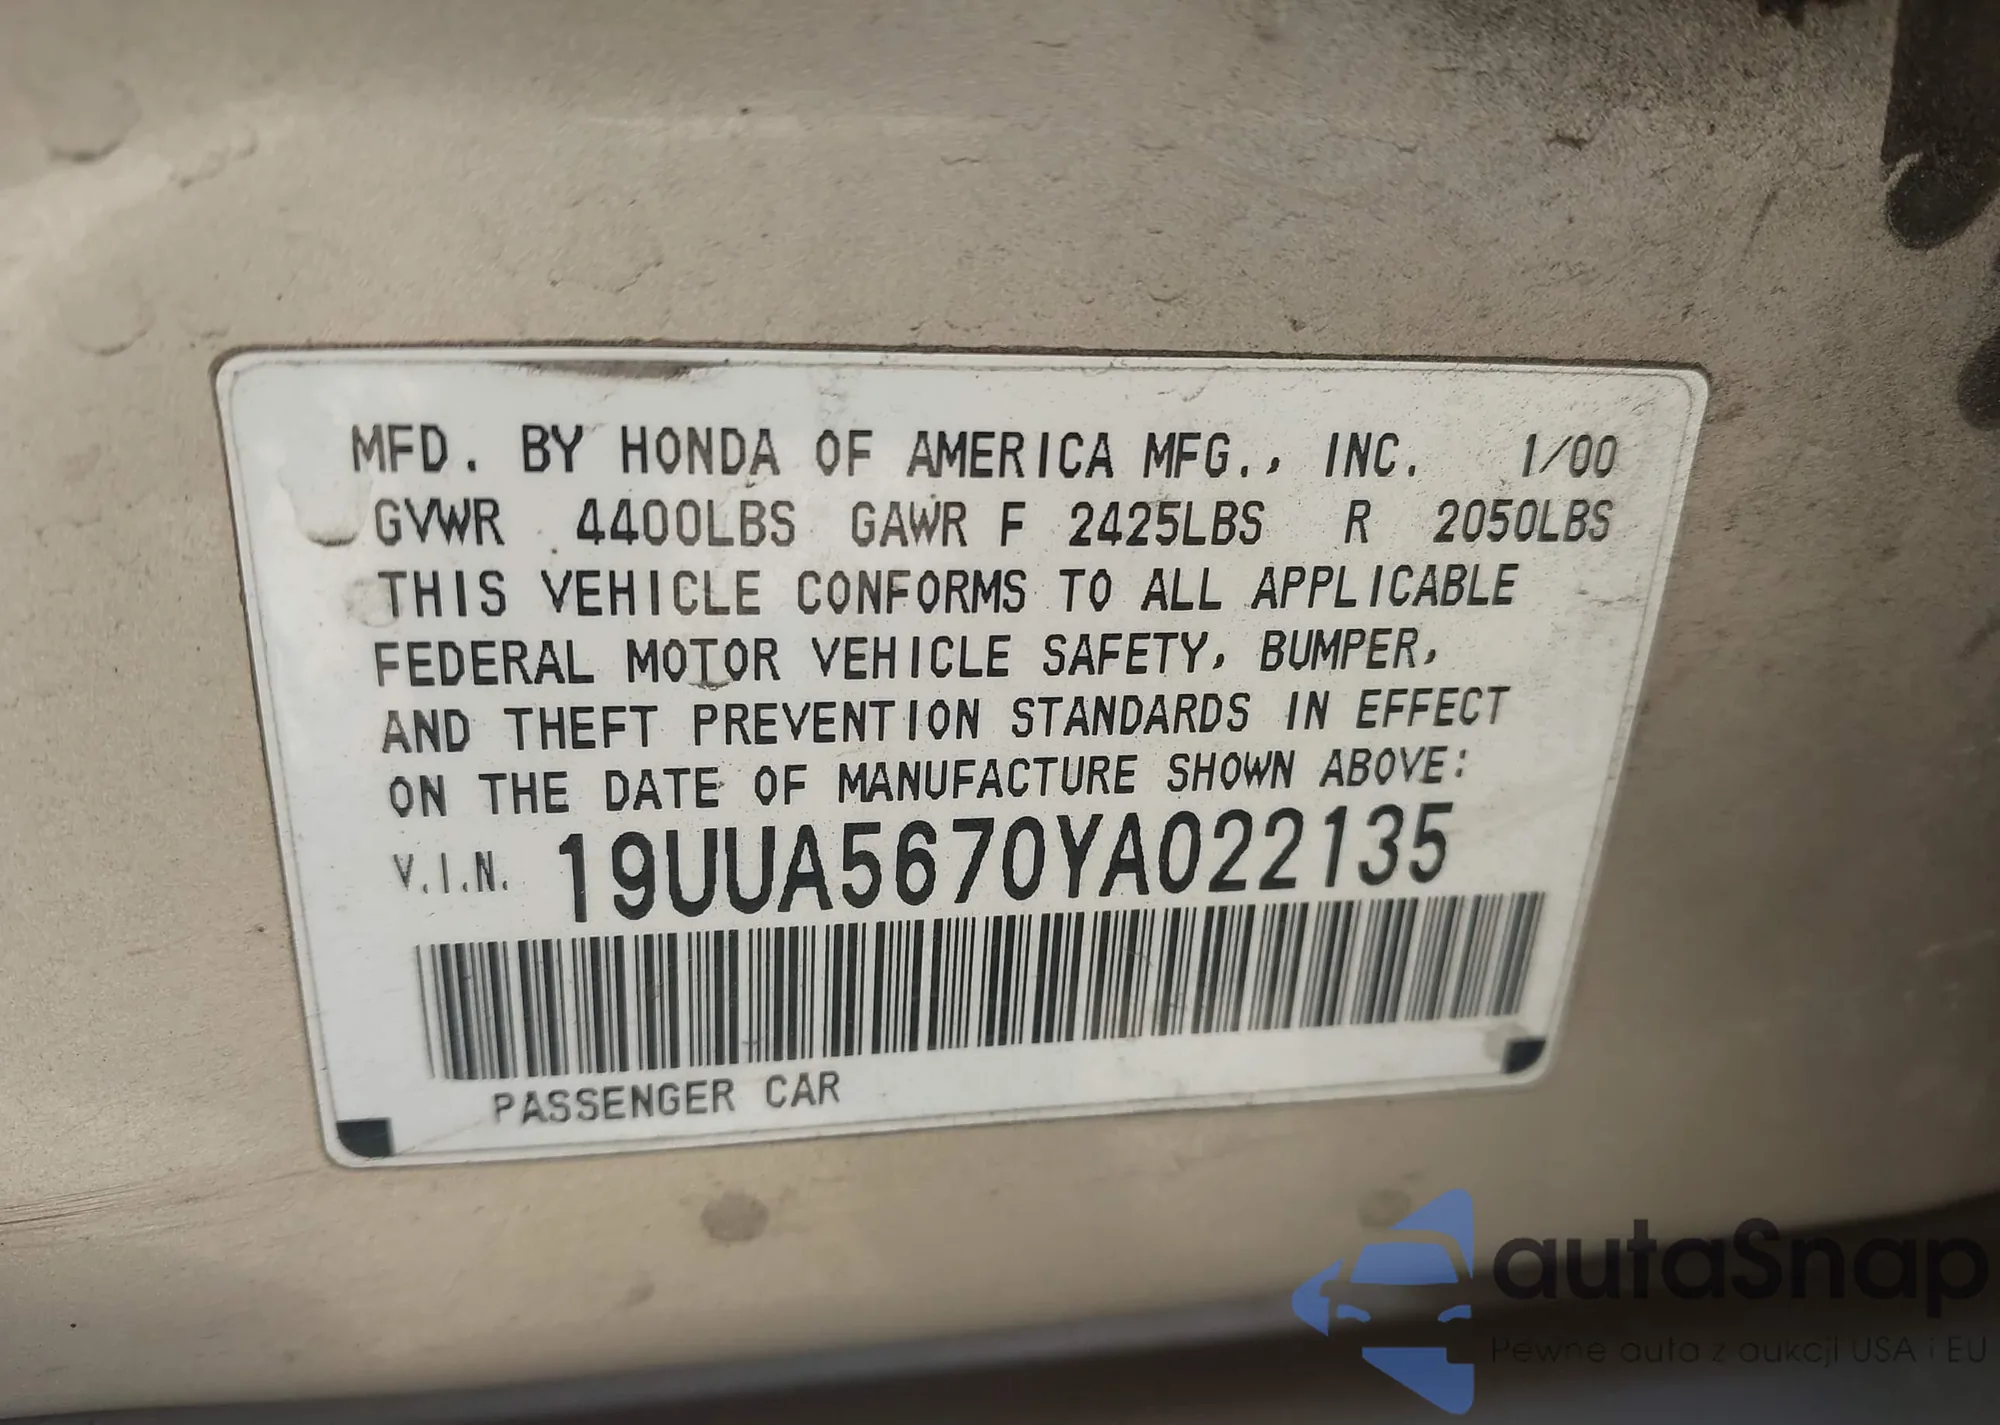 MFD. BY HONDA OF AMERICA MFG., INC. 1/00
GVWR 4400LBS GAWR F 2425LBS R 2050LBS
THIS VEHICLE CONFORMS TO ALL APPLICABLE
FEDERAL MOTOR VEHICLE SAFETY, BUMPER,
AND THEFT PREVENTION STANDARDS IN EFFECT
ON THE DATE OF MANUFACTURE SHOWN ABOVE:
V.I.N. 19UUA5670YA022135
PASSENGER CAR
autaSnap
Pewne auta z aukcji USA i EU